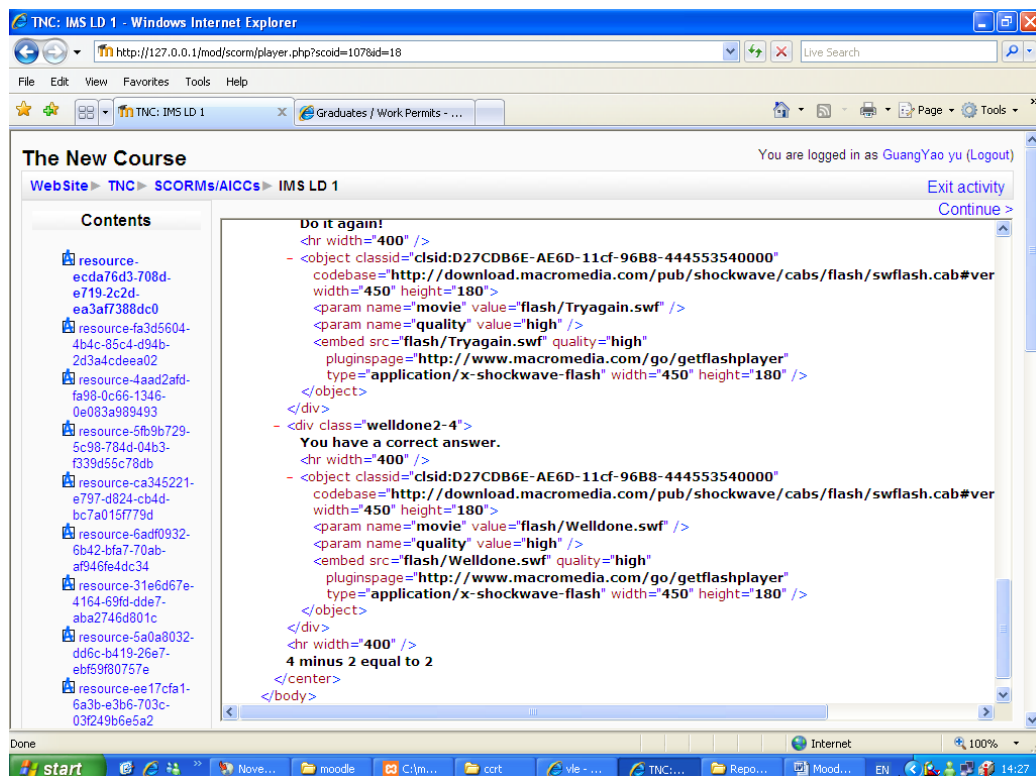 TNC: IMS LD 1 - Windows Internet Explorer
http://127.0.0.1/mod/scorm/player.php?scoid=107&id=18
Live Search
File Edit View Favorites Tools Help
TNC: IMS LD 1
Graduates / Work Permits - ...
Page
Tools
The New Course
You are logged in as GuangYao yu (Logout)
WebSite ► TNC ► SCORMs/AICCs ► IMS LD 1
Exit activity
Continue >
Contents
resource-
ecda76d3-708d-
e719-2c2d-
ea3af7388dc0
resource-fa3d5604-
4b4c-85c4-d94b-
2d3a4cdeea02
resource-4aad2afd-
fa98-0c66-1346-
0e083a989493
resource-5fb9b729-
5c98-784d-04b3-
f339d55c78db
resource-ca345221-
e797-d824-cb4d-
bc7a015f779d
resource-6adf0932-
6b42-bfa7-70ab-
af946fe4dc34
resource-31e6d67e-
4164-69fd-dde7-
aba2746d801c
resource-5a0a8032-
dd6c-b419-26e7-
ebf59f80757e
resource-ee17cfa1-
6a3b-e3b6-703c-
03f249b6e5a2
Do it again!
<hr width="400" />
- <object classid="clsid:D27CDB6E-AE6D-11cf-96B8-444553540000"
codebase="http://download.macromedia.com/pub/shockwave/cabs/flash/swflash.cab#ver
width="450" height="180">
<param name="movie" value="flash/Tryagain.swf" />
<param name="quality" value="high" />
<embed src="flash/Tryagain.swf" quality="high"
pluginspage="http://www.macromedia.com/go/getflashplayer"
type="application/x-shockwave-flash" width="450" height="180" />
</object>
</div>
- <div class="welldone2-4">
You have a correct answer.
<hr width="400" />
- <object classid="clsid:D27CDB6E-AE6D-11cf-96B8-444553540000"
codebase="http://download.macromedia.com/pub/shockwave/cabs/flash/swflash.cab#ver
width="450" height="180">
<param name="movie" value="flash/Welldone.swf" />
<param name="quality" value="high" />
<embed src="flash/Welldone.swf" quality="high"
pluginspage="http://www.macromedia.com/go/getflashplayer"
type="application/x-shockwave-flash" width="450" height="180" />
</object>
</div>
<hr width="400" />
4 minus 2 equal to 2
</center>
</body>
Done
Internet
100%
start
Nove...
moodle
C:\m...
ccrt
vle - ...
TNC:...
Repo...
Mood...
EN
14:27